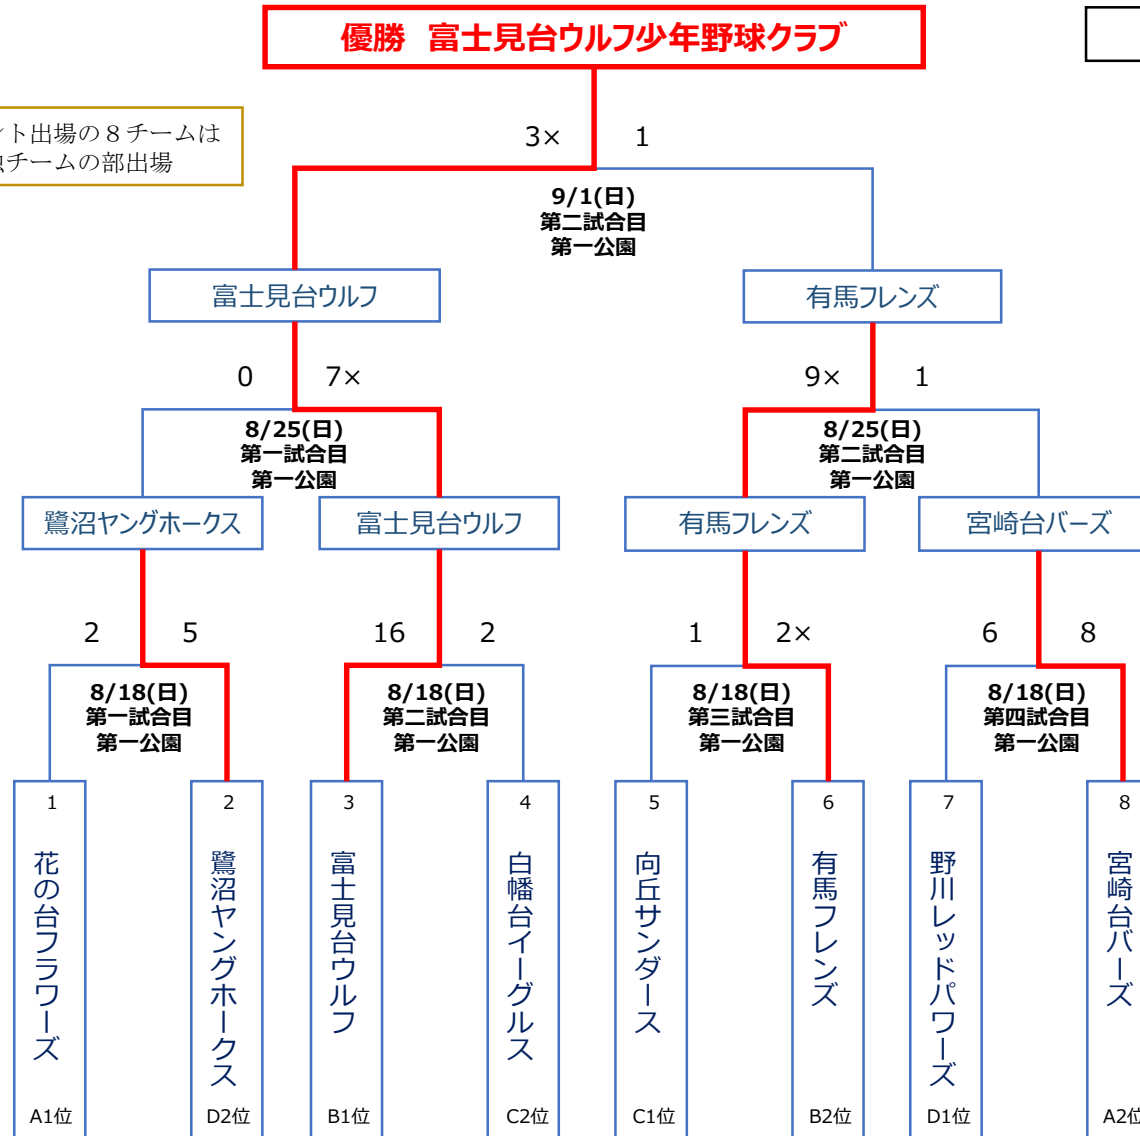 優勝 富士見台ウルフ少年野球クラブ
ント出場の８チームは
チームの部出場
3× 1
9/1(日)
第二試合目
第一公園
富士見台ウルフ 有馬フレンズ
0 7× 9× 1
8/25(日)
第一試合目
第一公園
8/25(日)
第二試合目
第一公園
鷺沼ヤングホークス 富士見台ウルフ 有馬フレンズ 宮崎台バーズ
2 5 16 2 1 2× 6 8
8/18(日)
第一試合目
第一公園
8/18(日)
第二試合目
第一公園
8/18(日)
第三試合目
第一公園
8/18(日)
第四試合目
第一公園
1
花の台フラワーズ
A1位
2
鷺沼ヤングホークス
D2位
3
富士見台ウルフ
B1位
4
白幡台イーグルス
C2位
5
向丘サンダース
C1位
6
有馬フレンズ
B2位
7
野川レッドパワーズ
D1位
8
宮崎台バーズ
A2位